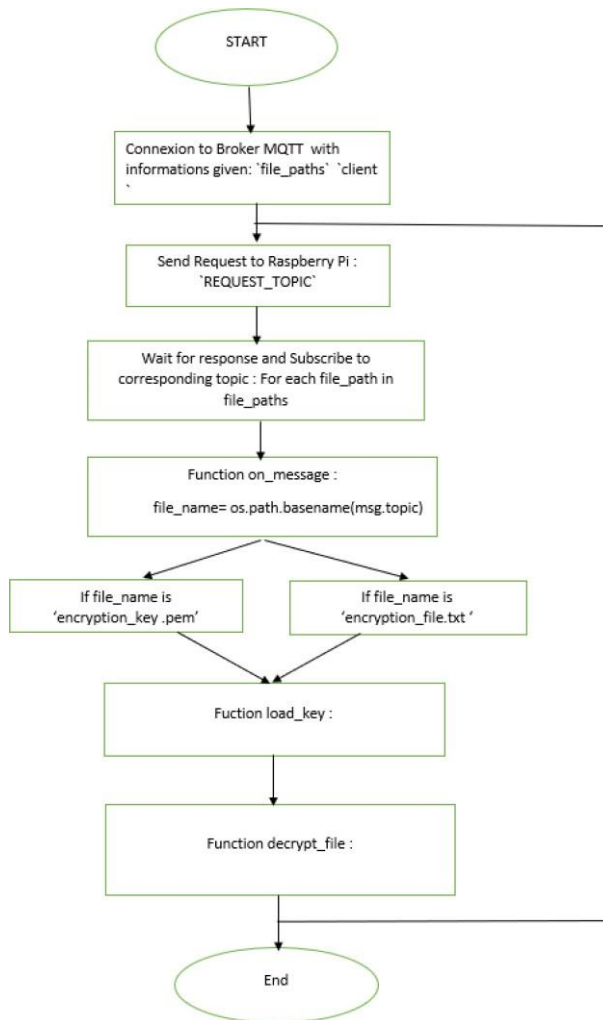 START
Connexion to Broker MQTT with
informations given: `file_paths` `client
`
Send Request to Raspberry Pi :
`REQUEST_TOPIC`
Wait for response and Subscribe to
corresponding topic : For each file_path in
file_paths
Function on_message :
file_name= os.path.basename(msg.topic)
If file_name is
‘encryption_key .pem’
If file_name is
‘encryption_file.txt ’
Fuction load_key :
Function decrypt_file :
End